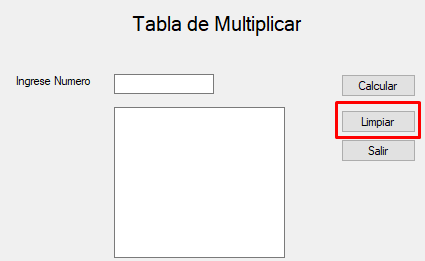 Tabla de Multiplicar
Ingrese Numero
Calcular
Limpiar
Salir